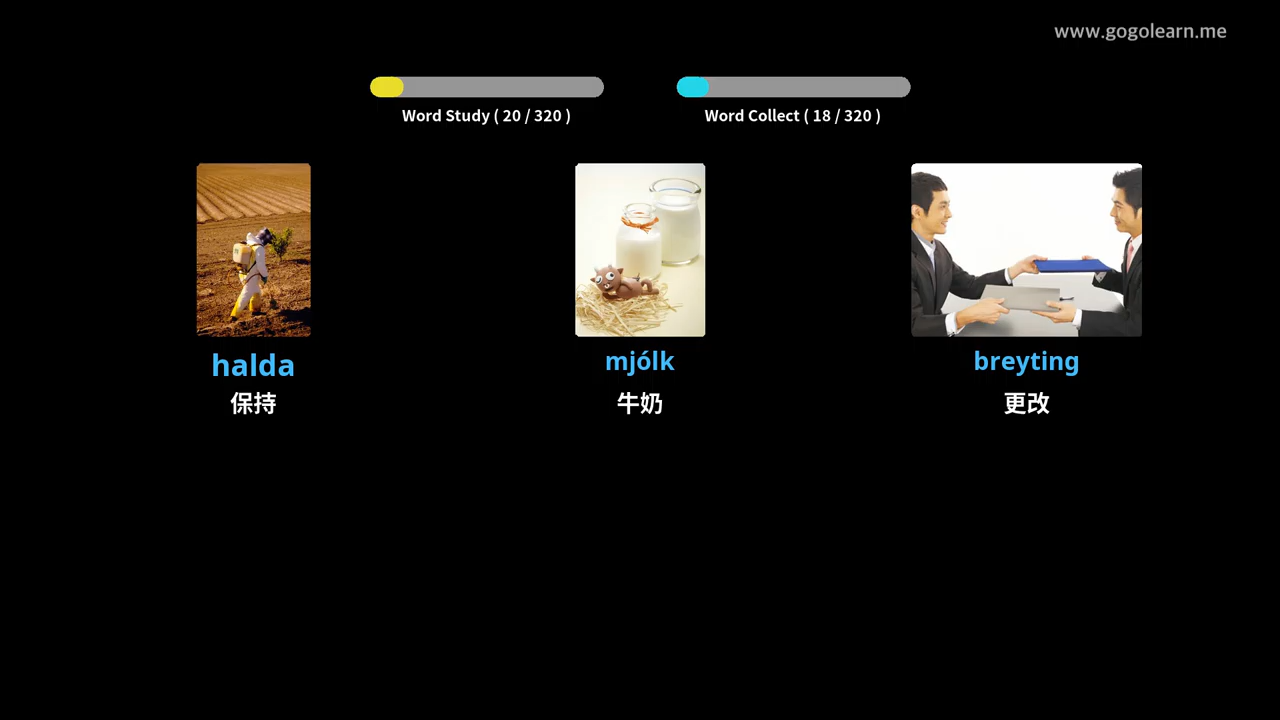 www.gogolearn.me
Word Study ( 20 / 320 )
Word Collect ( 18 / 320 )
halda
mjólk
breyting
保持
牛奶
更改